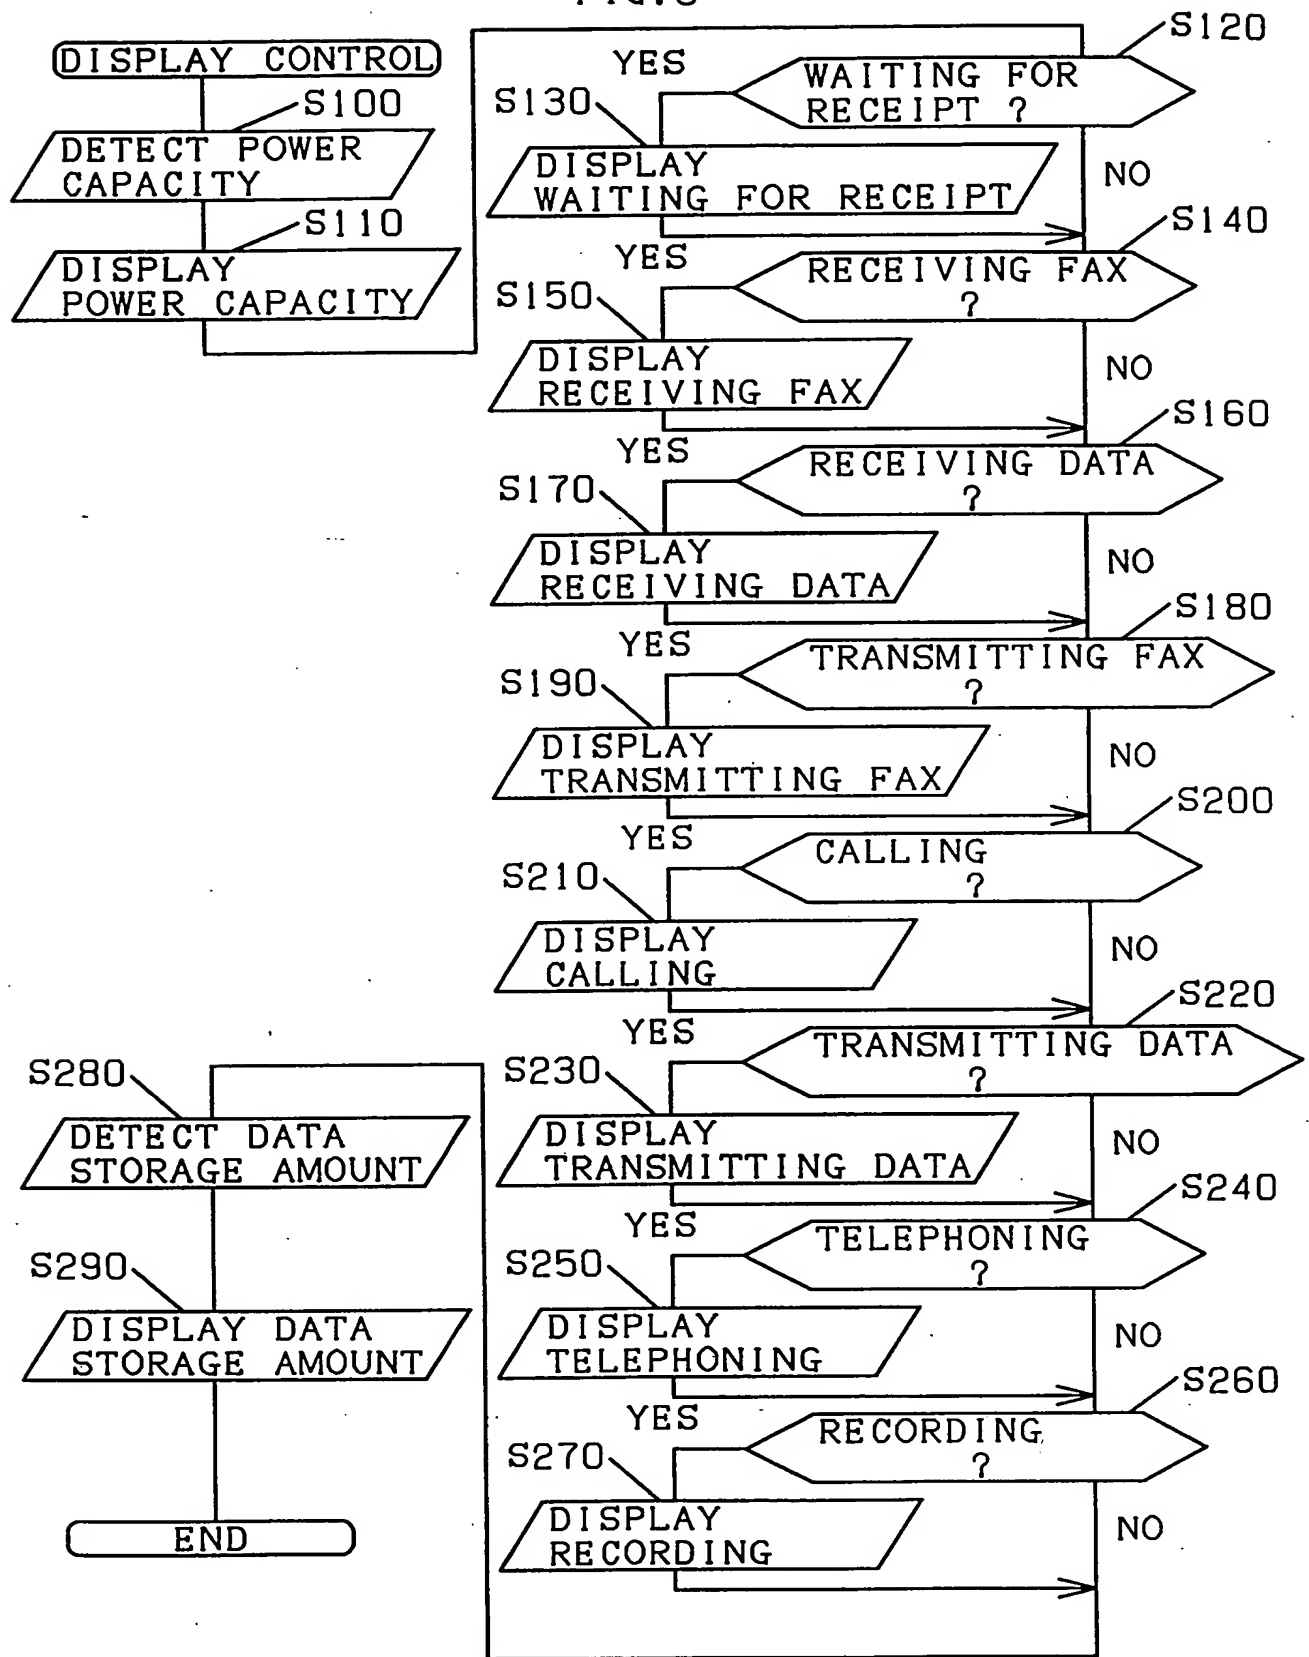 DISPLAY CONTROL
S100
DETECT POWER
CAPACITY
S110
DISPLAY
POWER CAPACITY
S120
WAITING FOR
RECEIPT ?
YES
NO
S130
DISPLAY
WAITING FOR RECEIPT
S140
RECEIVING FAX
?
YES
NO
S150
DISPLAY
RECEIVING FAX
S160
RECEIVING DATA
?
YES
NO
S170
DISPLAY
RECEIVING DATA
S180
TRANSMITTING FAX
?
YES
NO
S190
DISPLAY
TRANSMITTING FAX
S200
CALLING
?
YES
NO
S210
DISPLAY
CALLING
S220
TRANSMITTING DATA
?
YES
NO
S230
DISPLAY
TRANSMITTING DATA
S240
TELEPHONING
?
YES
NO
S250
DISPLAY
TELEPHONING
S260
RECORDING
?
YES
NO
S270
DISPLAY
RECORDING
S280
DETECT DATA
STORAGE AMOUNT
S290
DISPLAY DATA
STORAGE AMOUNT
END